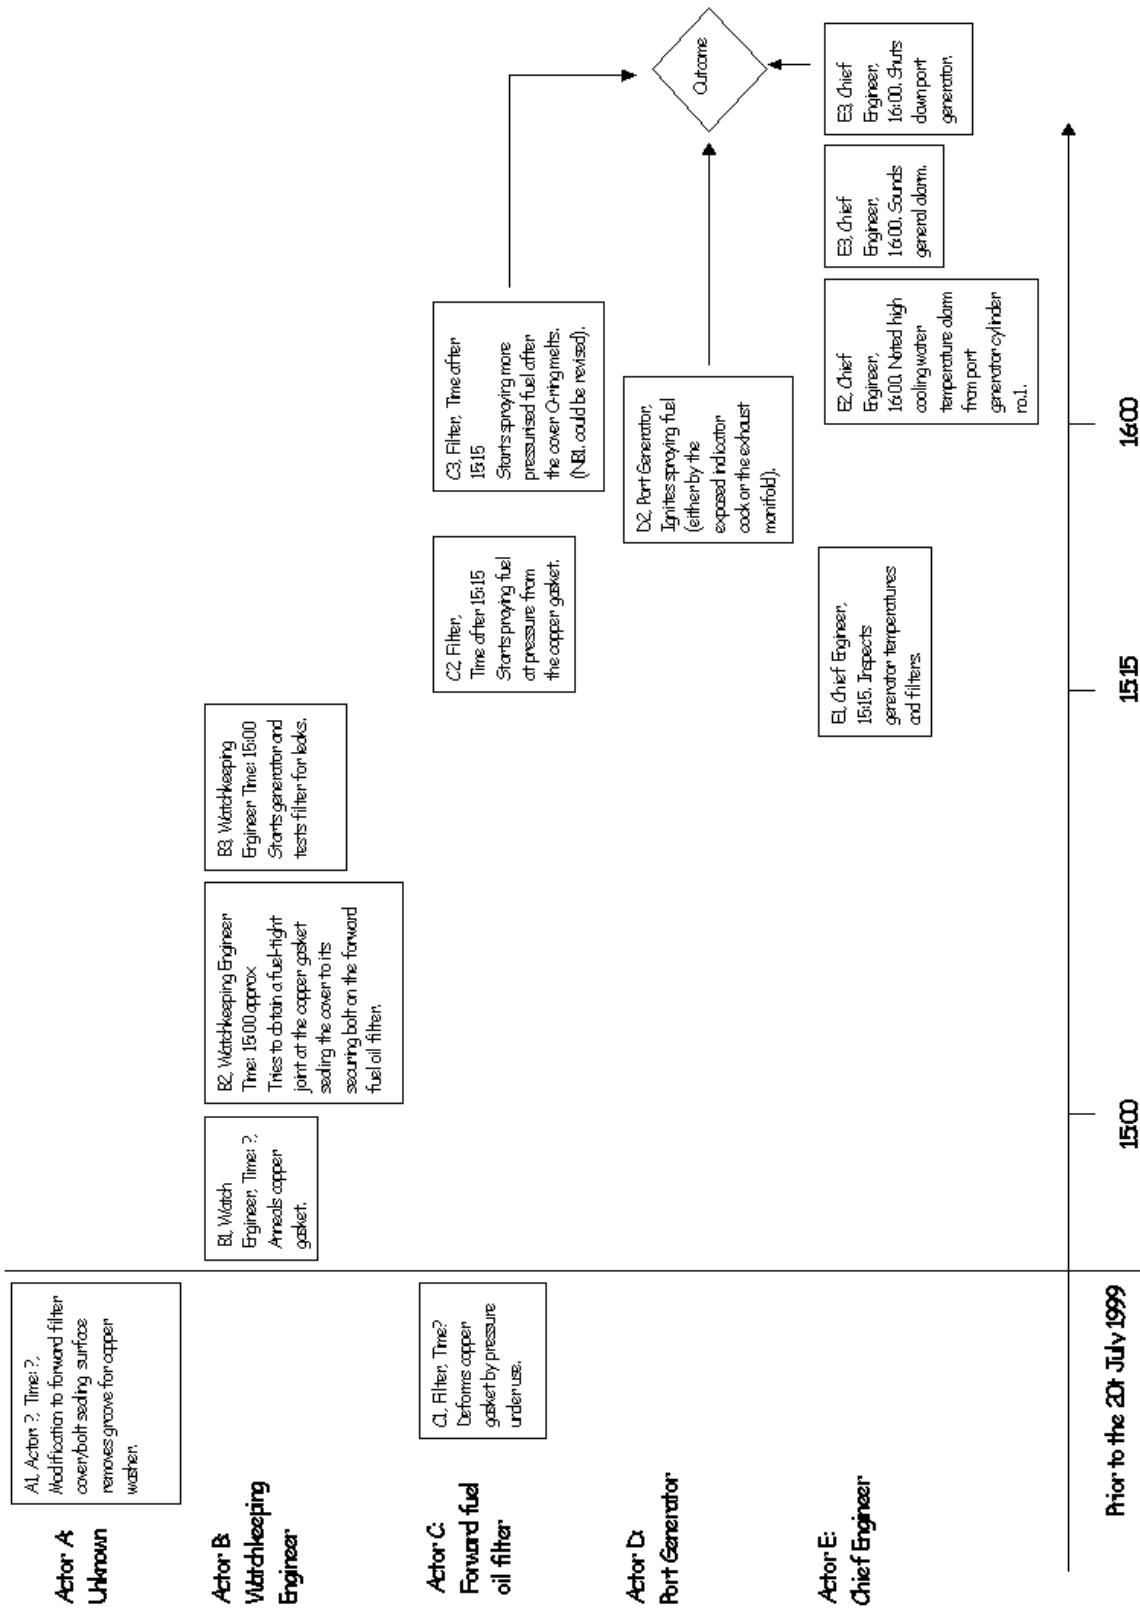 Actor A:
Unknown
A1, Actor: ?, Time: ?,
Modification to forward filter
cover/bolt sealing surface
removes groove for copper
washer.
Actor B:
Watchkeeping
Engineer
B1, Watch
Engineer, Time: ?,
Anneals copper
gasket.
B2, Watchkeeping Engineer
Time: 15:00 approx
Tries to obtain a fuel-tight
joint at the copper gasket
sealing the cover to its
securing bolt on the forward
fuel oil filter.
B3, Watchkeeping
Engineer Time: 15:00
Starts generator and
tests filter for leaks.
Actor C:
Forward fuel
oil filter
C1, Filter, Time?
Deforms copper
gasket by pressure
under use.
C2, Filter,
Time after 15:15
Starts praying fuel
at pressure from
the copper gasket.
C3, Filter, Time after
15:15
Starts spraying more
pressurised fuel after
the cover O-ring melts.
(NB1. could be revised).
Actor D:
Port Generator
D2, Port Generator,
Ignites spraying fuel
(either by the
exposed indicator
cock or the exhaust
manifold).
Outcome
Actor E:
Chief Engineer
E1, Chief Engineer,
15:15. Inspects
generator temperatures
and filters.
E2, Chief
Engineer,
16:00. Noted high
cooling water
temperature alarm
from port
generator cylinder
no.1.
E3, Chief
Engineer,
16:00. Sounds
general alarm.
E3, Chief
Engineer,
16:00. Shuts
down port
generator.
Prior to the 20t July 1999
15:00
15:15
16:00